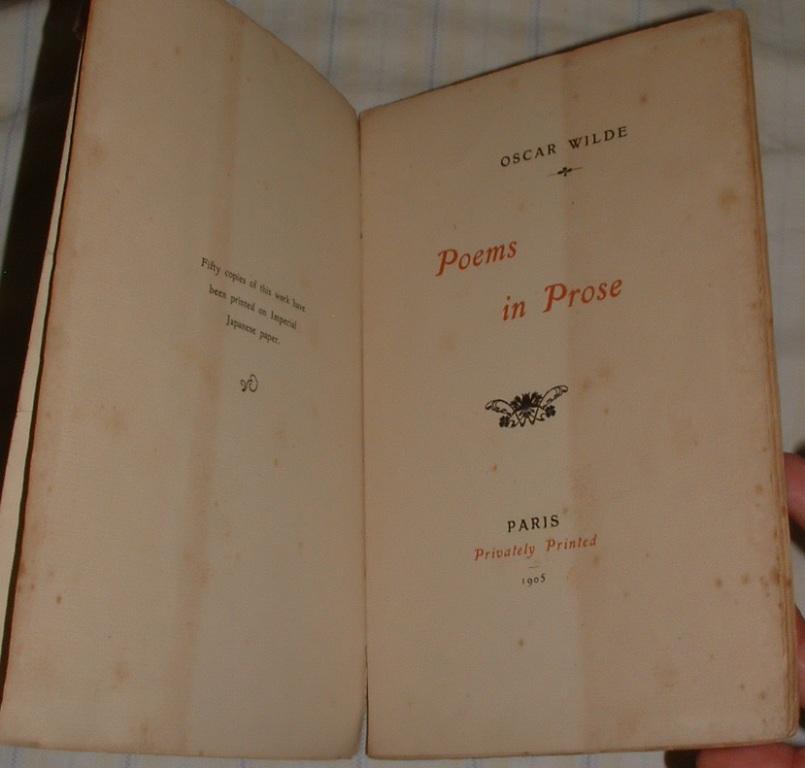 Fifty copies of this work have
been printed on Imperial
Japanese paper.
OSCAR WILDE
Poems
in Prose
PARIS
Privately Printed
1905